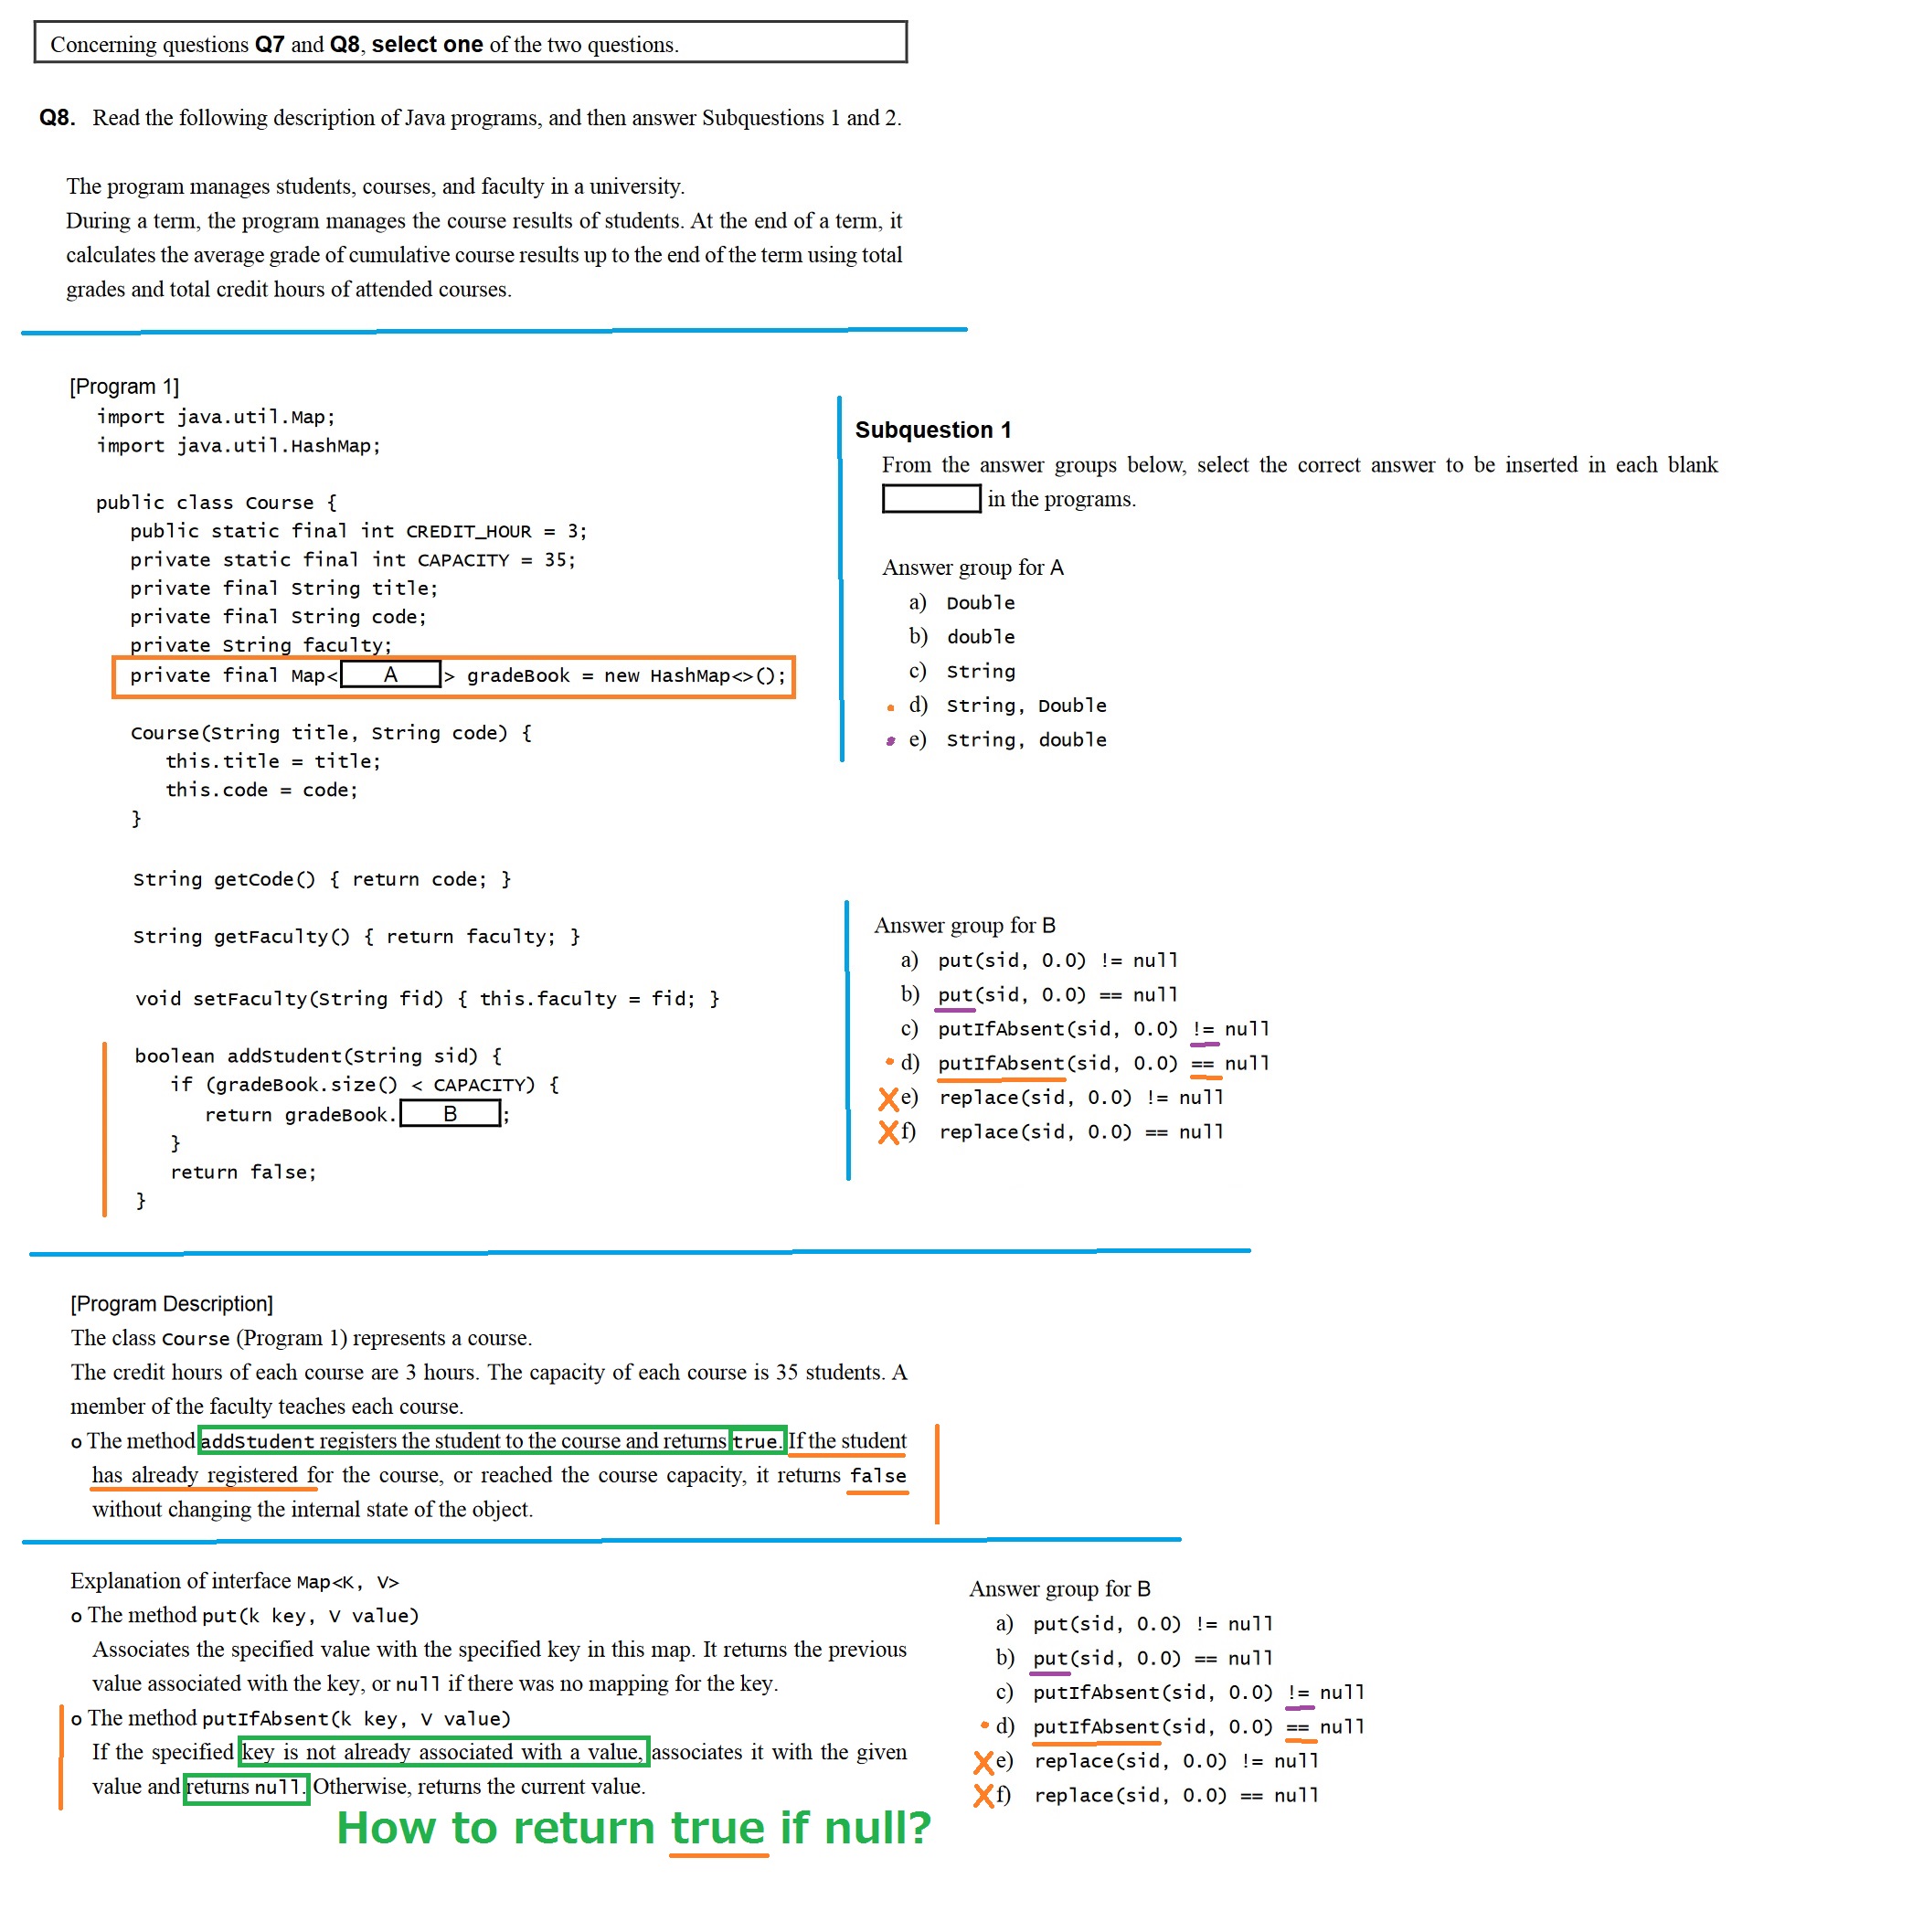 Concerning questions Q7 and Q8, select one of the two questions.
Q8. Read the following description of Java programs, and then answer Subquestions 1 and 2.
The program manages students, courses, and faculty in a university.
During a term, the program manages the course results of students. At the end of a term, it
calculates the average grade of cumulative course results up to the end of the term using total
grades and total credit hours of attended courses.
[Program 1]
import java.util.Map;
import java.util.HashMap;
public class Course {
public static final int CREDIT_HOUR = 3;
private static final int CAPACITY = 35;
private final String title;
private final String code;
private String faculty;
private final Map< A > gradeBook = new HashMap<>();
Course(String title, String code) {
this.title = title;
this.code = code;
}
String getCode() { return code; }
String getFaculty() { return faculty; }
void setFaculty(String fid) { this.faculty = fid; }
boolean addStudent(String sid) {
if (gradeBook.size() < CAPACITY) {
return gradeBook. B ;
}
return false;
}
Subquestion 1
From the answer groups below, select the correct answer to be inserted in each blank
in the programs.
Answer group for A
a) Double
b) double
c) String
d) String, Double
e) String, double
Answer group for B
a) put(sid, 0.0) != null
b) put(sid, 0.0) == null
c) putIfAbsent(sid, 0.0) != null
d) putIfAbsent(sid, 0.0) == null
X e) replace(sid, 0.0) != null
X f) replace(sid, 0.0) == null
[Program Description]
The class Course (Program 1) represents a course.
The credit hours of each course are 3 hours. The capacity of each course is 35 students. A
member of the faculty teaches each course.
o The method addStudent registers the student to the course and returns true. If the student
has already registered for the course, or reached the course capacity, it returns false
without changing the internal state of the object.
Explanation of interface Map<K, V>
o The method put(k key, V value)
Associates the specified value with the specified key in this map. It returns the previous
value associated with the key, or null if there was no mapping for the key.
o The method putIfAbsent(k key, V value)
If the specified key is not already associated with a value, associates it with the given
value and returns null. Otherwise, returns the current value.
How to return true if null?
Answer group for B
a) put(sid, 0.0) != null
b) put(sid, 0.0) == null
c) putIfAbsent(sid, 0.0) != null
d) putIfAbsent(sid, 0.0) == null
X e) replace(sid, 0.0) != null
X f) replace(sid, 0.0) == null